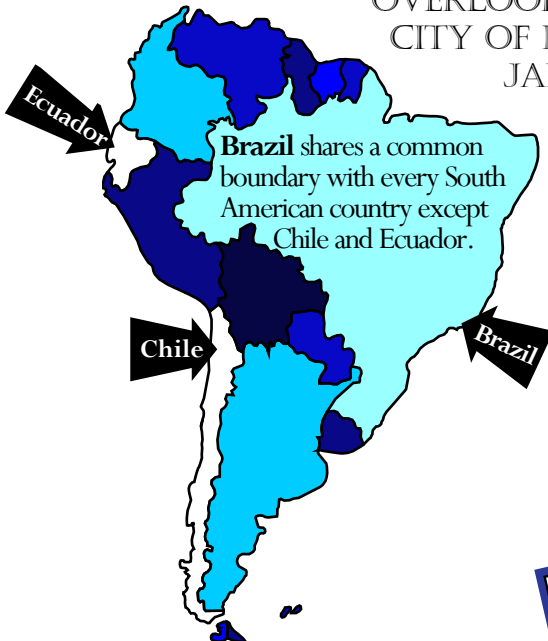 CITY OF
Ecuador
Brazil shares a common
boundary with every South
American country except
Chile and Ecuador.
Chile
Brazil